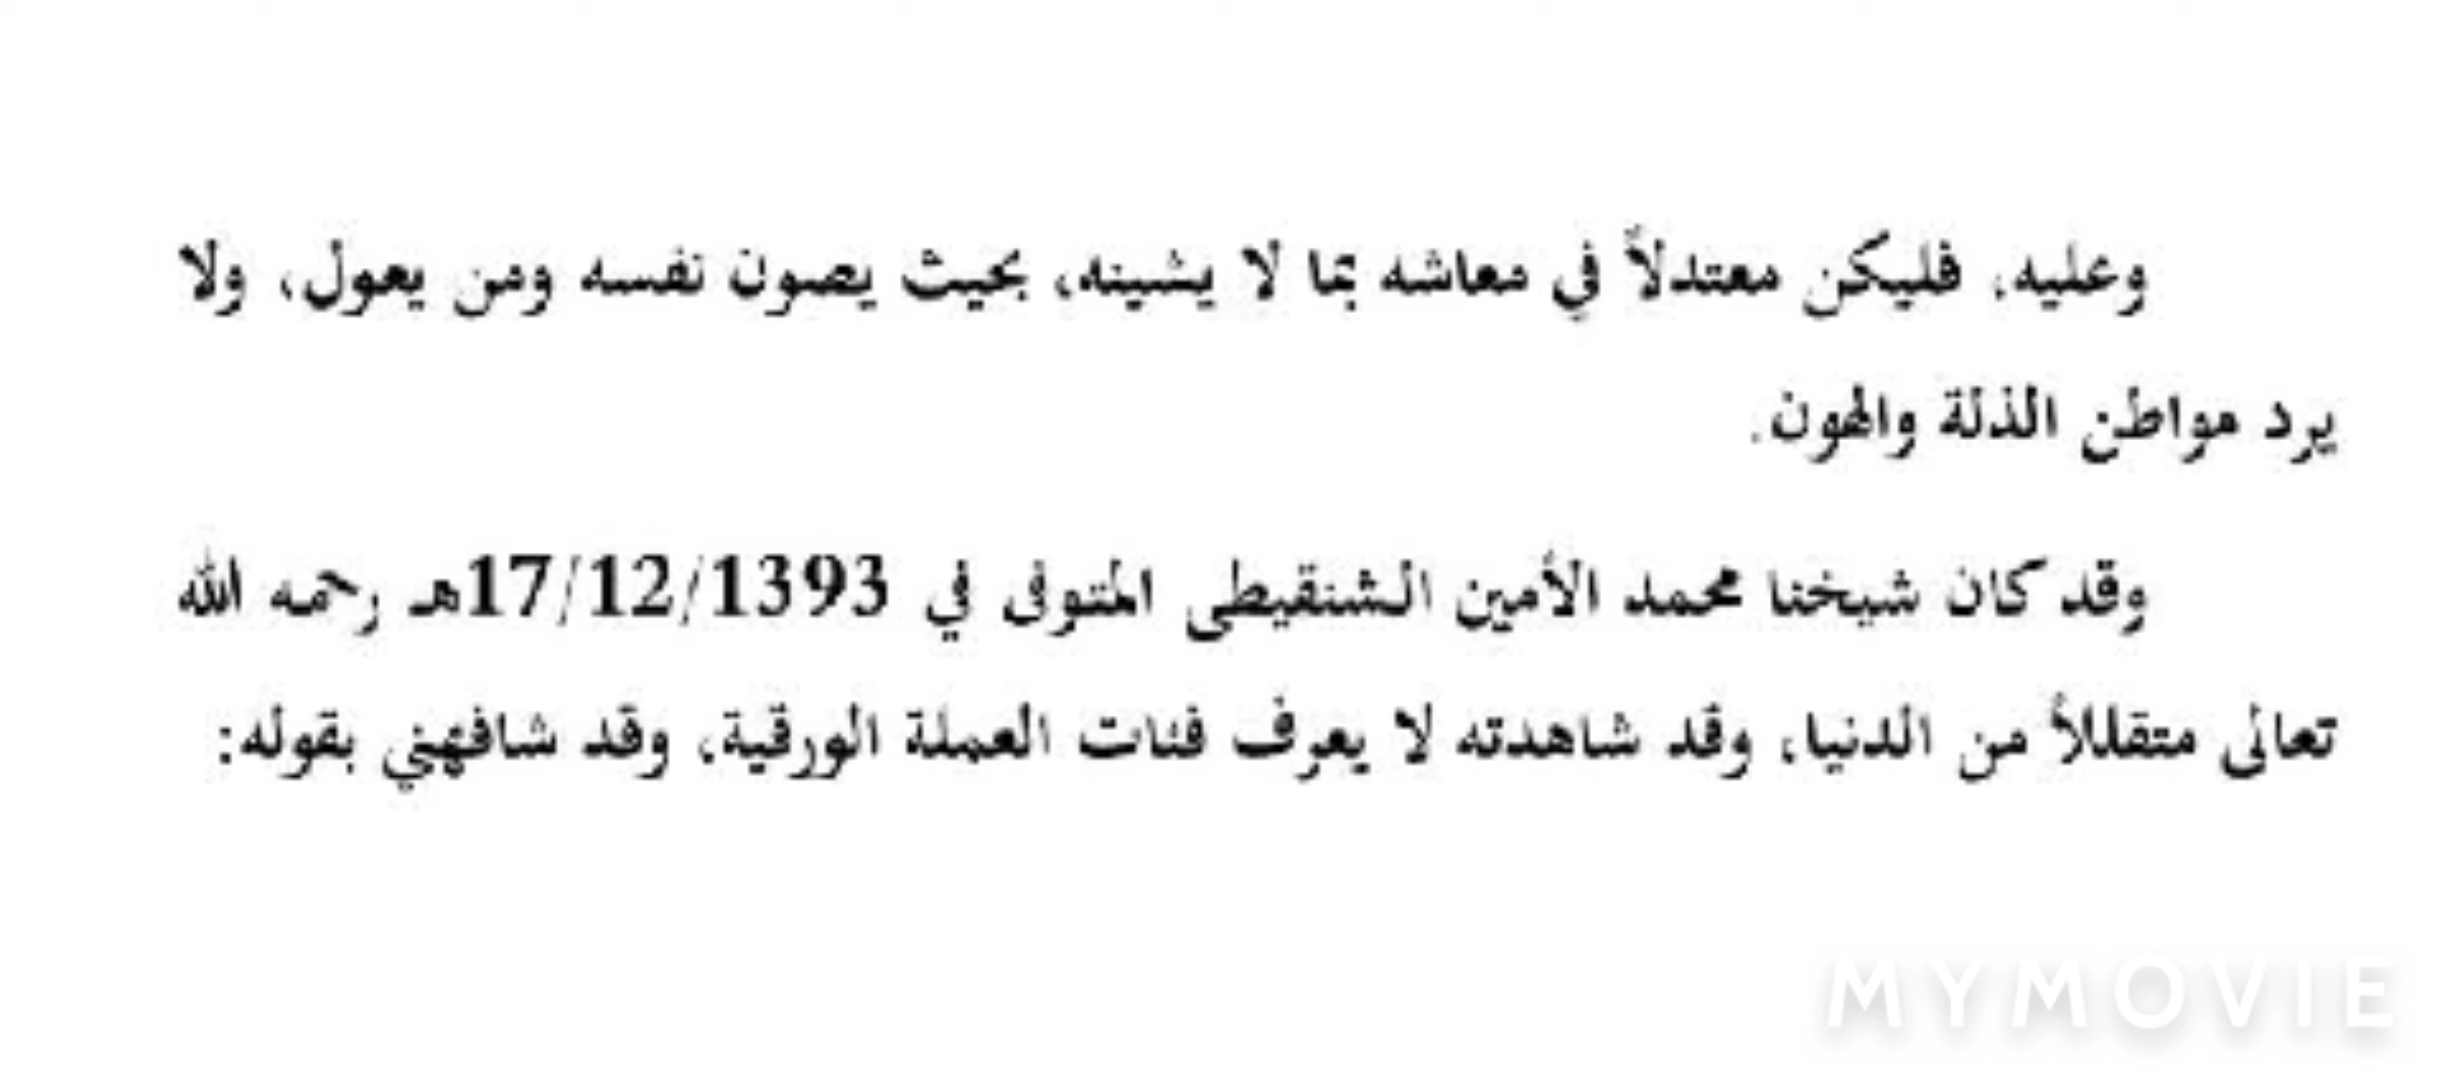 وعليه، فليكن معتدلاً في معاشه بما لا يشينه، بحيث يصون نفسه ومن يعول، ولا
يرد مواطن الذلة والهون.
وقد كان شيخنا محمد الأمين الشنقيطى المتوفى في 17/12/1393هـ رحمه الله
تعالى متقللاً من الدنيا، وقد شاهدته لا يعرف فئات العملة الورقية، وقد شافهني بقوله:
MYMOVIE